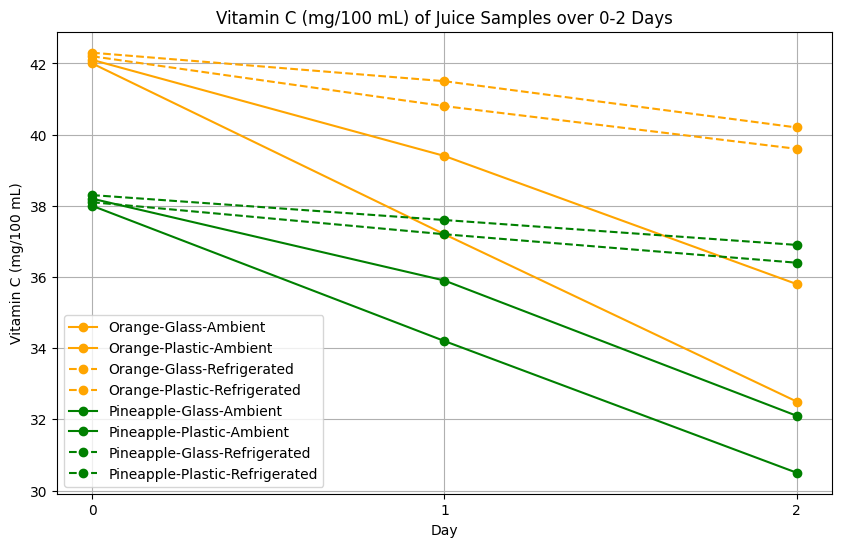 Vitamin C (mg/100 mL) of Juice Samples over 0-2 Days
Vitamin C (mg/100 mL)
42
40
38
36
34
32
30
Orange-Glass-Ambient
Orange-Plastic-Ambient
Orange-Glass-Refrigerated
Orange-Plastic-Refrigerated
Pineapple-Glass-Ambient
Pineapple-Plastic-Ambient
Pineapple-Glass-Refrigerated
Pineapple-Plastic-Refrigerated
0
1
2
Day